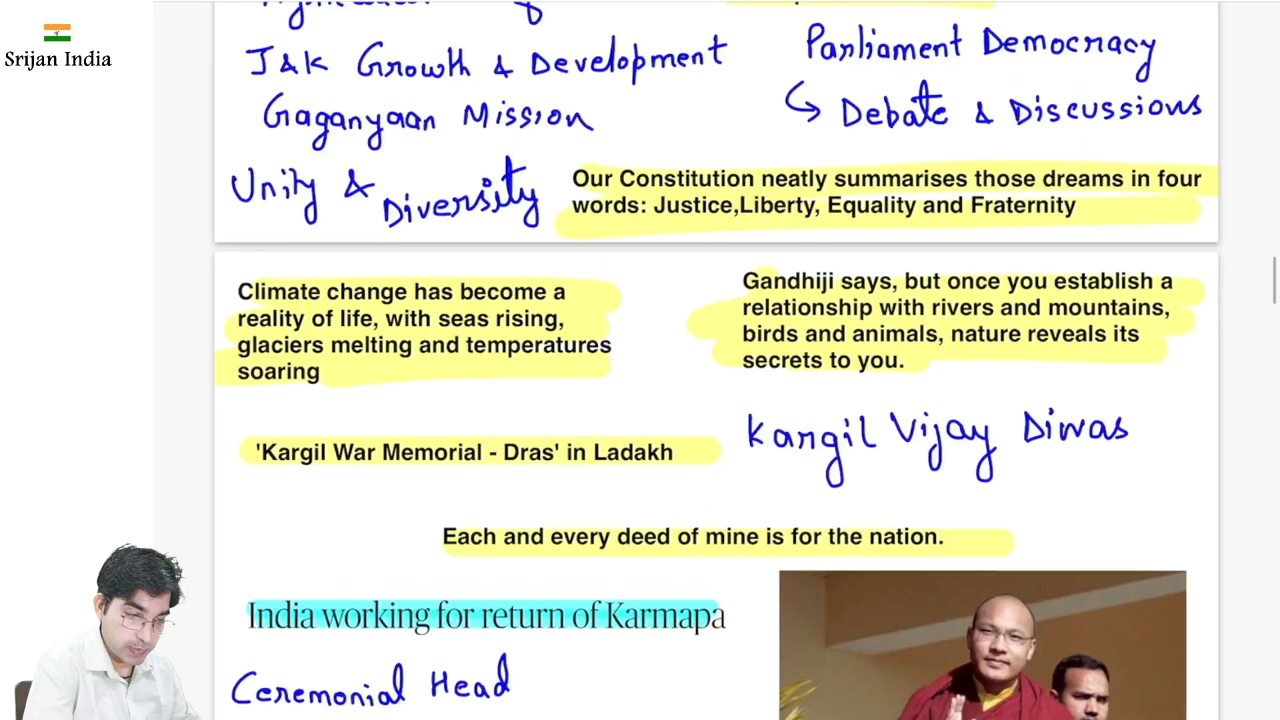 Srijan India
J&K Growth & Development
Gaganyaan Mission
Unity & Diversity
Parliament Democracy
↳ Debate & Discussions
Our Constitution neatly summarises those dreams in four
words: Justice,Liberty, Equality and Fraternity
Climate change has become a
reality of life, with seas rising,
glaciers melting and temperatures
soaring
Gandhiji says, but once you establish a
relationship with rivers and mountains,
birds and animals, nature reveals its
secrets to you.
'Kargil War Memorial - Dras' in Ladakh
Kargil Vijay Diwas
Each and every deed of mine is for the nation.
India working for return of Karmapa
Ceremonial Head